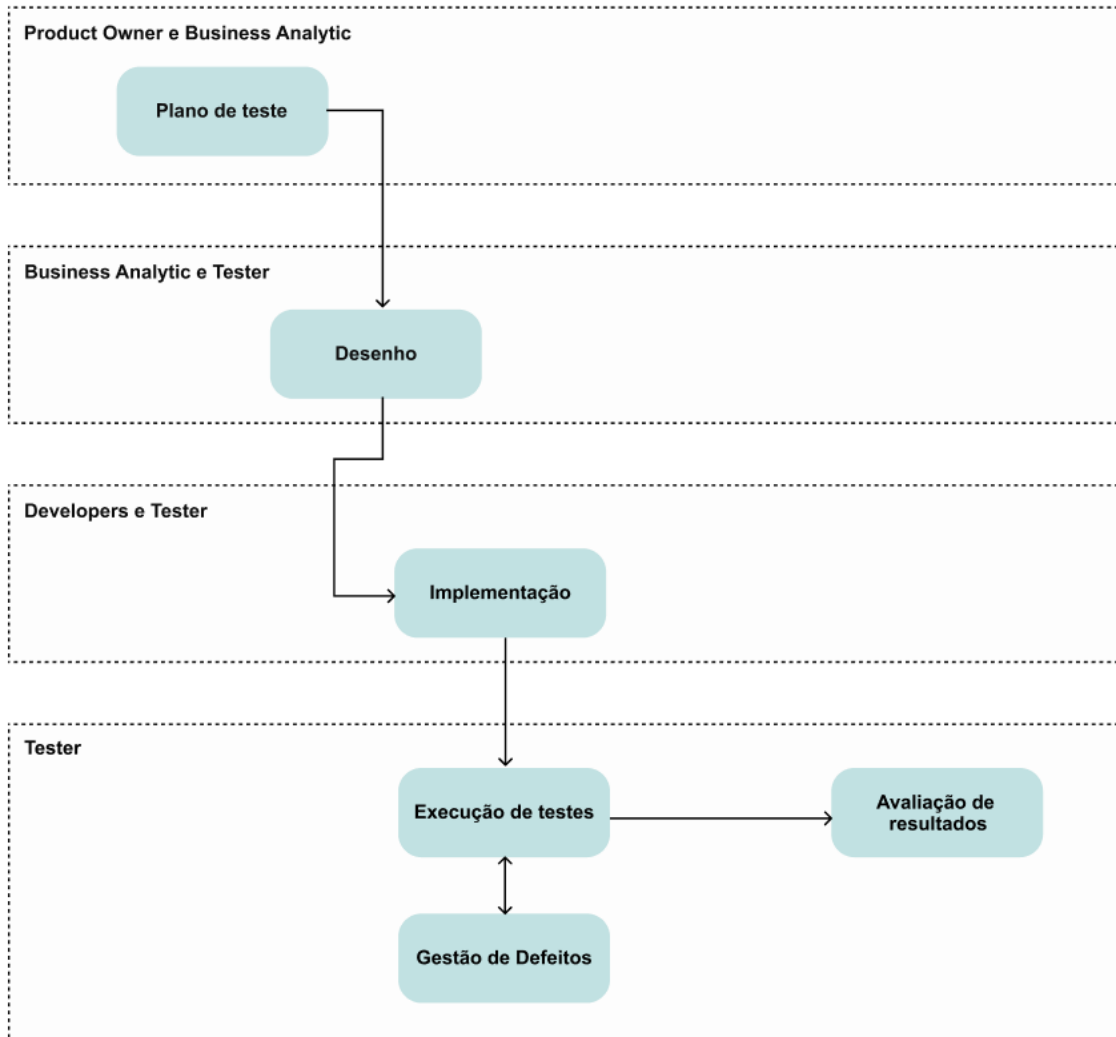 Product Owner e Business Analytic
Plano de teste
Business Analytic e Tester
Desenho
Developers e Tester
Implementação
Tester
Execução de testes
Avaliação de
resultados
Gestão de Defeitos